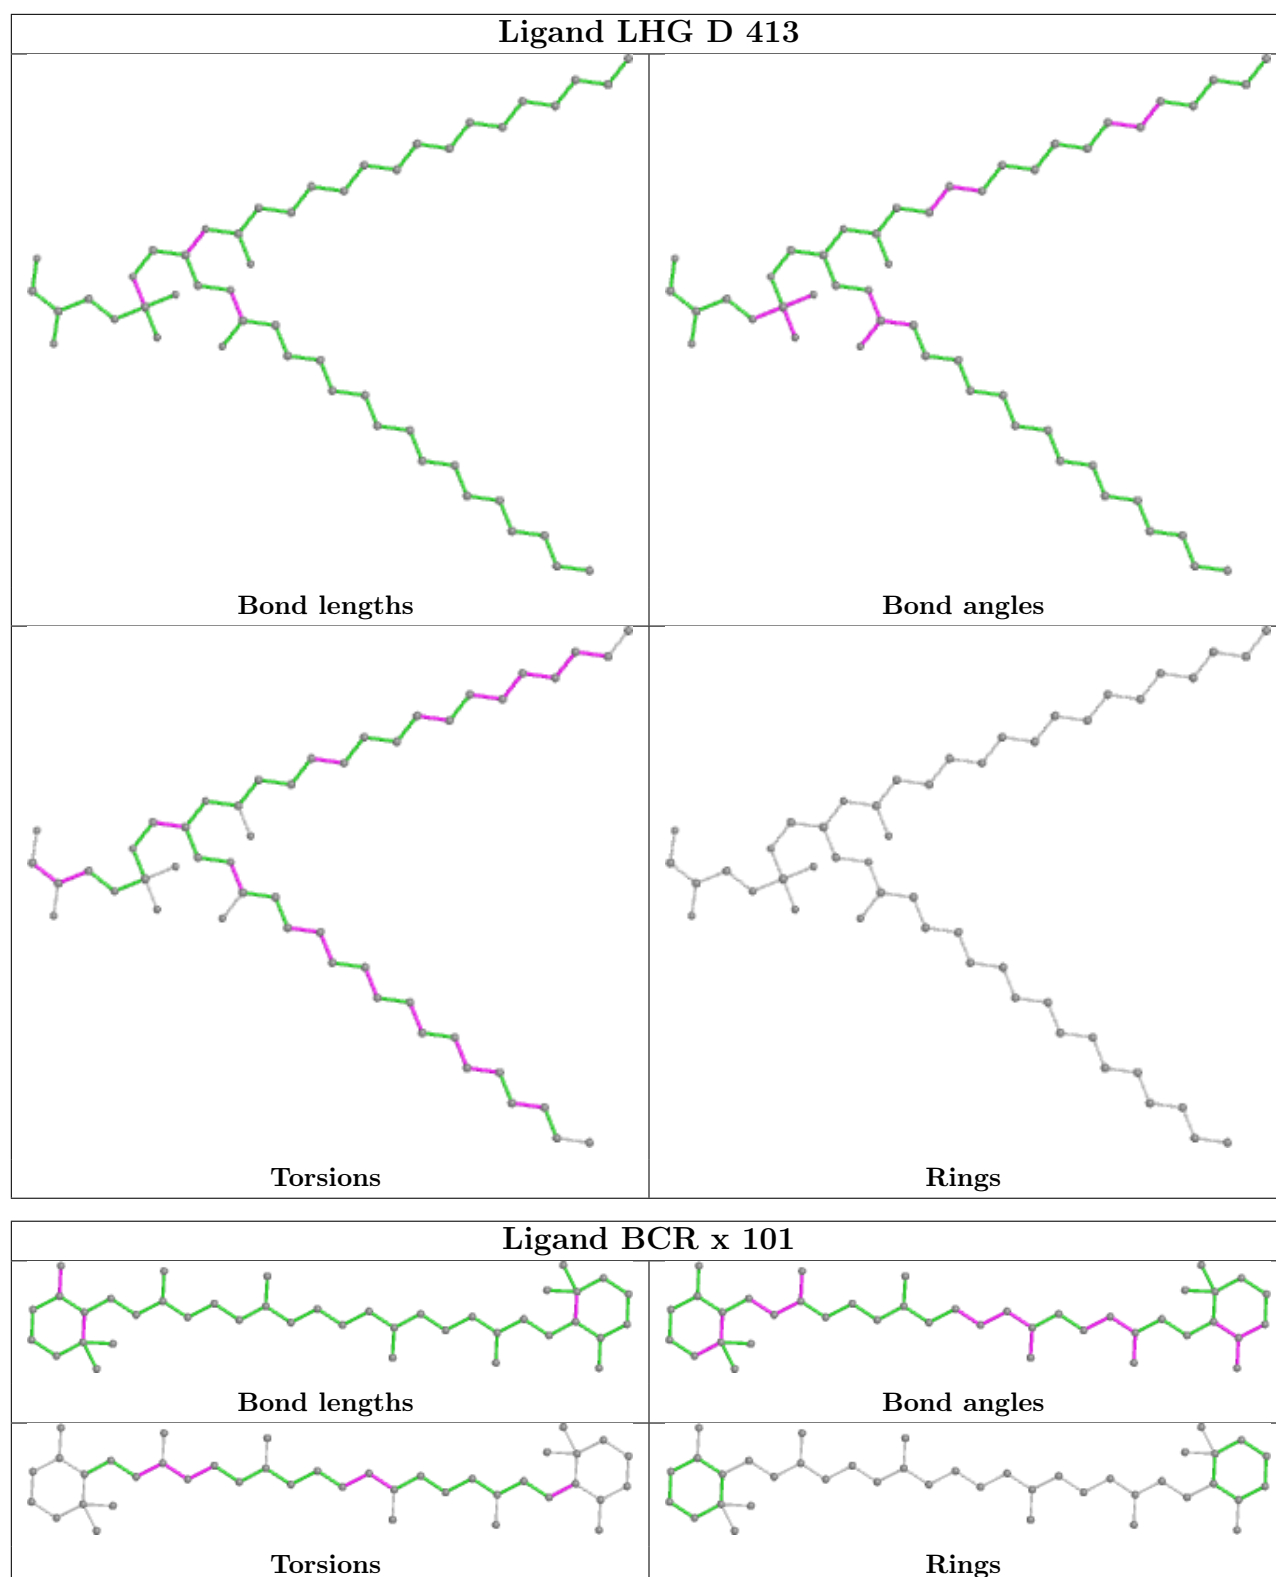 Ligand LHG D 413
Bond lengths
Bond angles
Torsions
Rings
Ligand BCR x 101
Bond lengths
Bond angles
Torsions
Rings